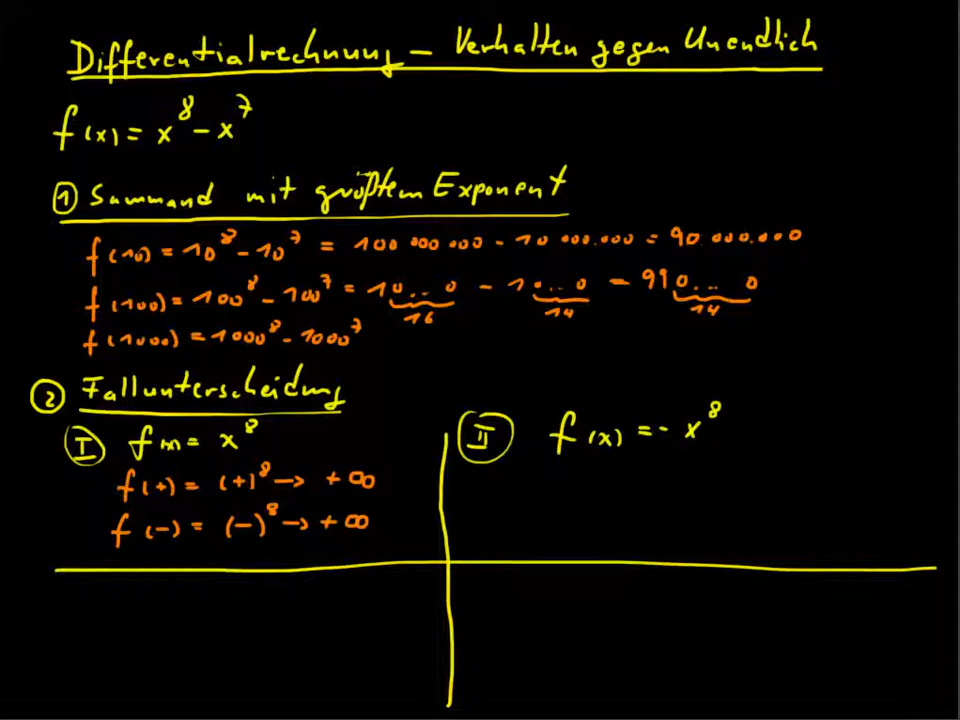 Differentialrechnung – Verhalten gegen Unendlich
f(x) = x⁸ – x⁷
① Summand mit größtem Exponent
f(10) = 10⁸ – 10⁷ = 100 000 000 – 10 000.000 = 90.000.000
f(100) = 100⁸ – 100⁷ = 10...0 – 10...0 = 910...0
16 14 14
f(1000) = 1000⁸ – 1000⁷
② Fallunterscheidung
Ⓘ f(x) = x⁸
f(+) = (+)⁸ → +∞
f(–) = (–)⁸ → +∞
II f(x) = – x⁸